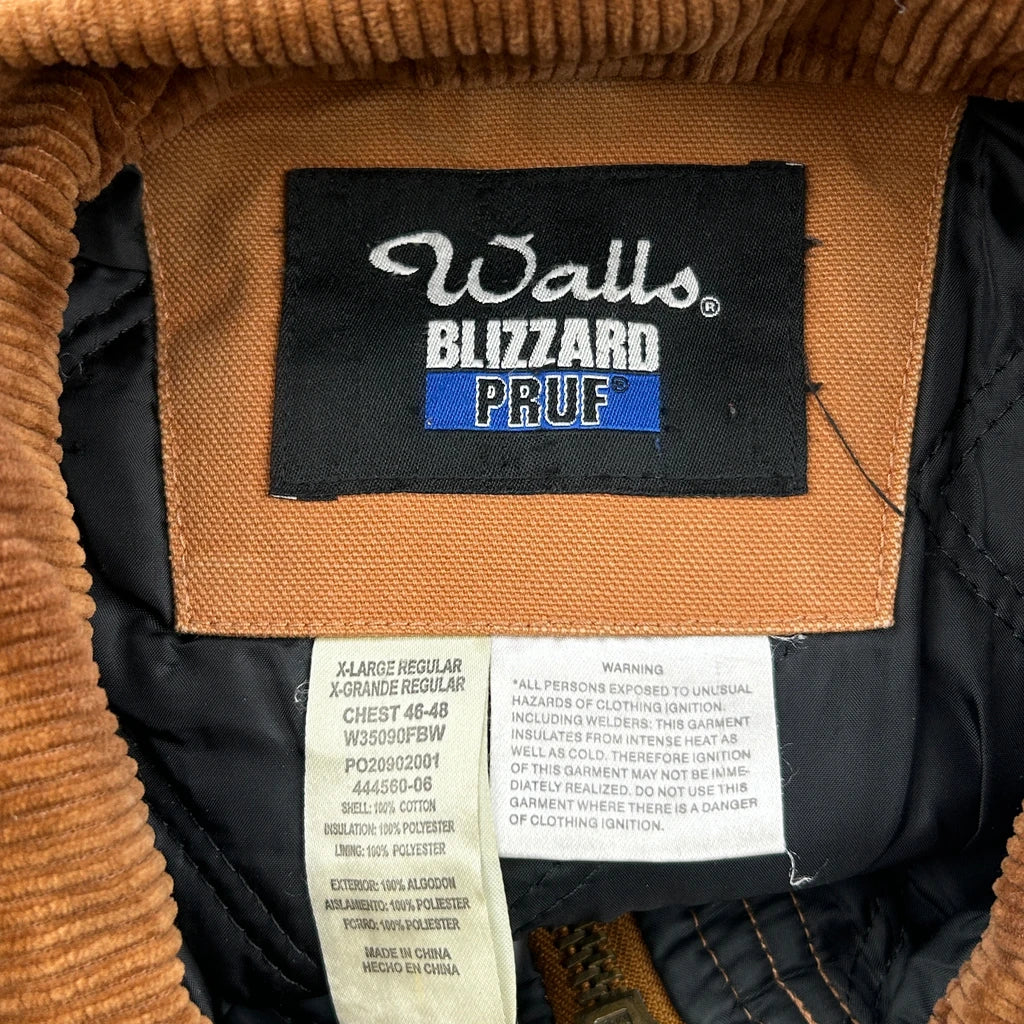 Walls®
BLIZZARD
PRUF®
X-LARGE REGULAR
X-GRANDE REGULAR
CHEST 46-48
W35090FBW
PO20902001
444560-06
SHELL: 100% COTTON
INSULATION: 100% POLYESTER
LINING: 100% POLYESTER
EXTERIOR: 100% ALGODON
AISLAMIENTO: 100% POLIESTER
FORRO: 100% POLIESTER
MADE IN CHINA
HECHO EN CHINA
WARNING
*ALL PERSONS EXPOSED TO UNUSUAL
HAZARDS OF CLOTHING IGNITION.
INCLUDING WELDERS: THIS GARMENT
INSULATES FROM INTENSE HEAT AS
WELL AS COLD. THEREFORE IGNITION
OF THIS GARMENT MAY NOT BE IMME-
DIATELY REALIZED. DO NOT USE THIS
GARMENT WHERE THERE IS A DANGER
OF CLOTHING IGNITION.